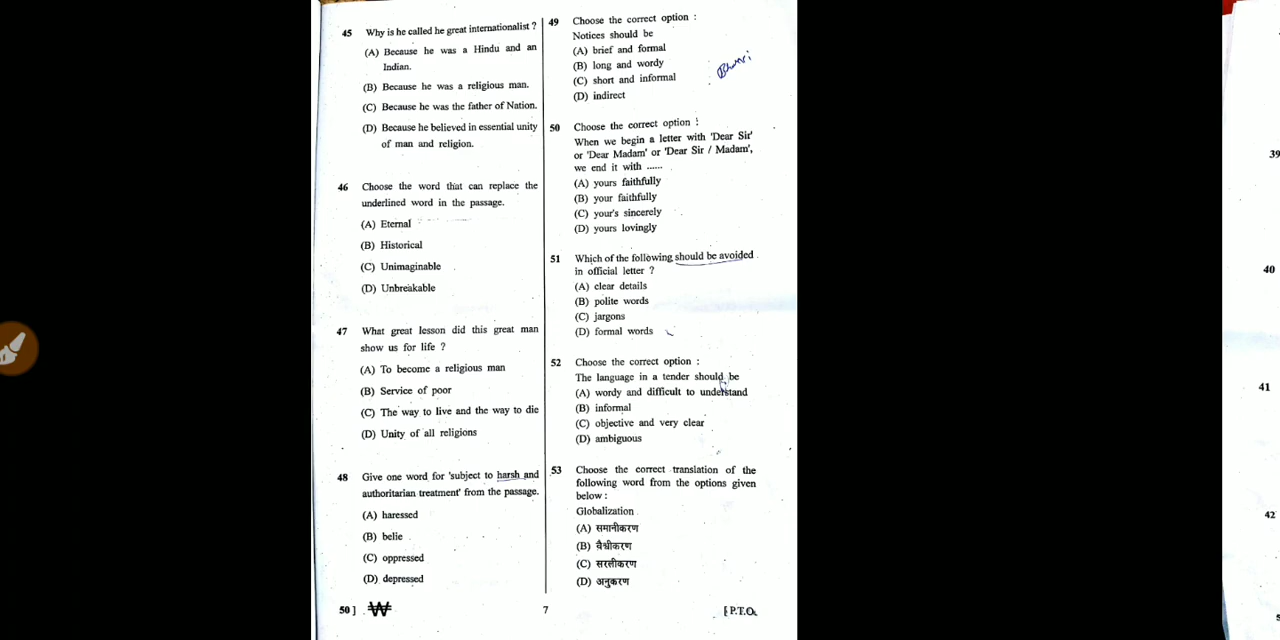 45 Why is he called he great internationalist ?
(A) Because he was a Hindu and an
Indian.
(B) Because he was a religious man.
(C) Because he was the father of Nation.
(D) Because he believed in essential unity
of man and religion.
46 Choose the word that can replace the
underlined word in the passage.
(A) Eternal
(B) Historical
(C) Unimaginable
(D) Unbreakable
47 What great lesson did this great man
show us for life ?
(A) To become a religious man
(B) Service of poor
(C) The way to live and the way to die
(D) Unity of all religions
48 Give one word for 'subject to harsh and
authoritarian treatment' from the passage.
(A) haressed
(B) belie
(C) oppressed
(D) depressed
49 Choose the correct option :
Notices should be
(A) brief and formal
(B) long and wordy
(C) short and informal
(D) indirect
50 Choose the correct option :
When we begin a letter with 'Dear Sir'
or 'Dear Madam' or 'Dear Sir / Madam',
we end it with ......
(A) yours faithfully
(B) your faithfully
(C) your's sincerely
(D) yours lovingly
51 Which of the following should be avoided
in official letter ?
(A) clear details
(B) polite words
(C) jargons
(D) formal words
52 Choose the correct option :
The language in a tender should be
(A) wordy and difficult to understand
(B) informal
(C) objective and very clear
(D) ambiguous
53 Choose the correct translation of the
following word from the options given
below :
Globalization
(A) समानीकरण
(B) वैश्वीकरण
(C) सरलीकरण
(D) अनुकरण
50 ] W 7 [ P.T.O.
39
40
41
42